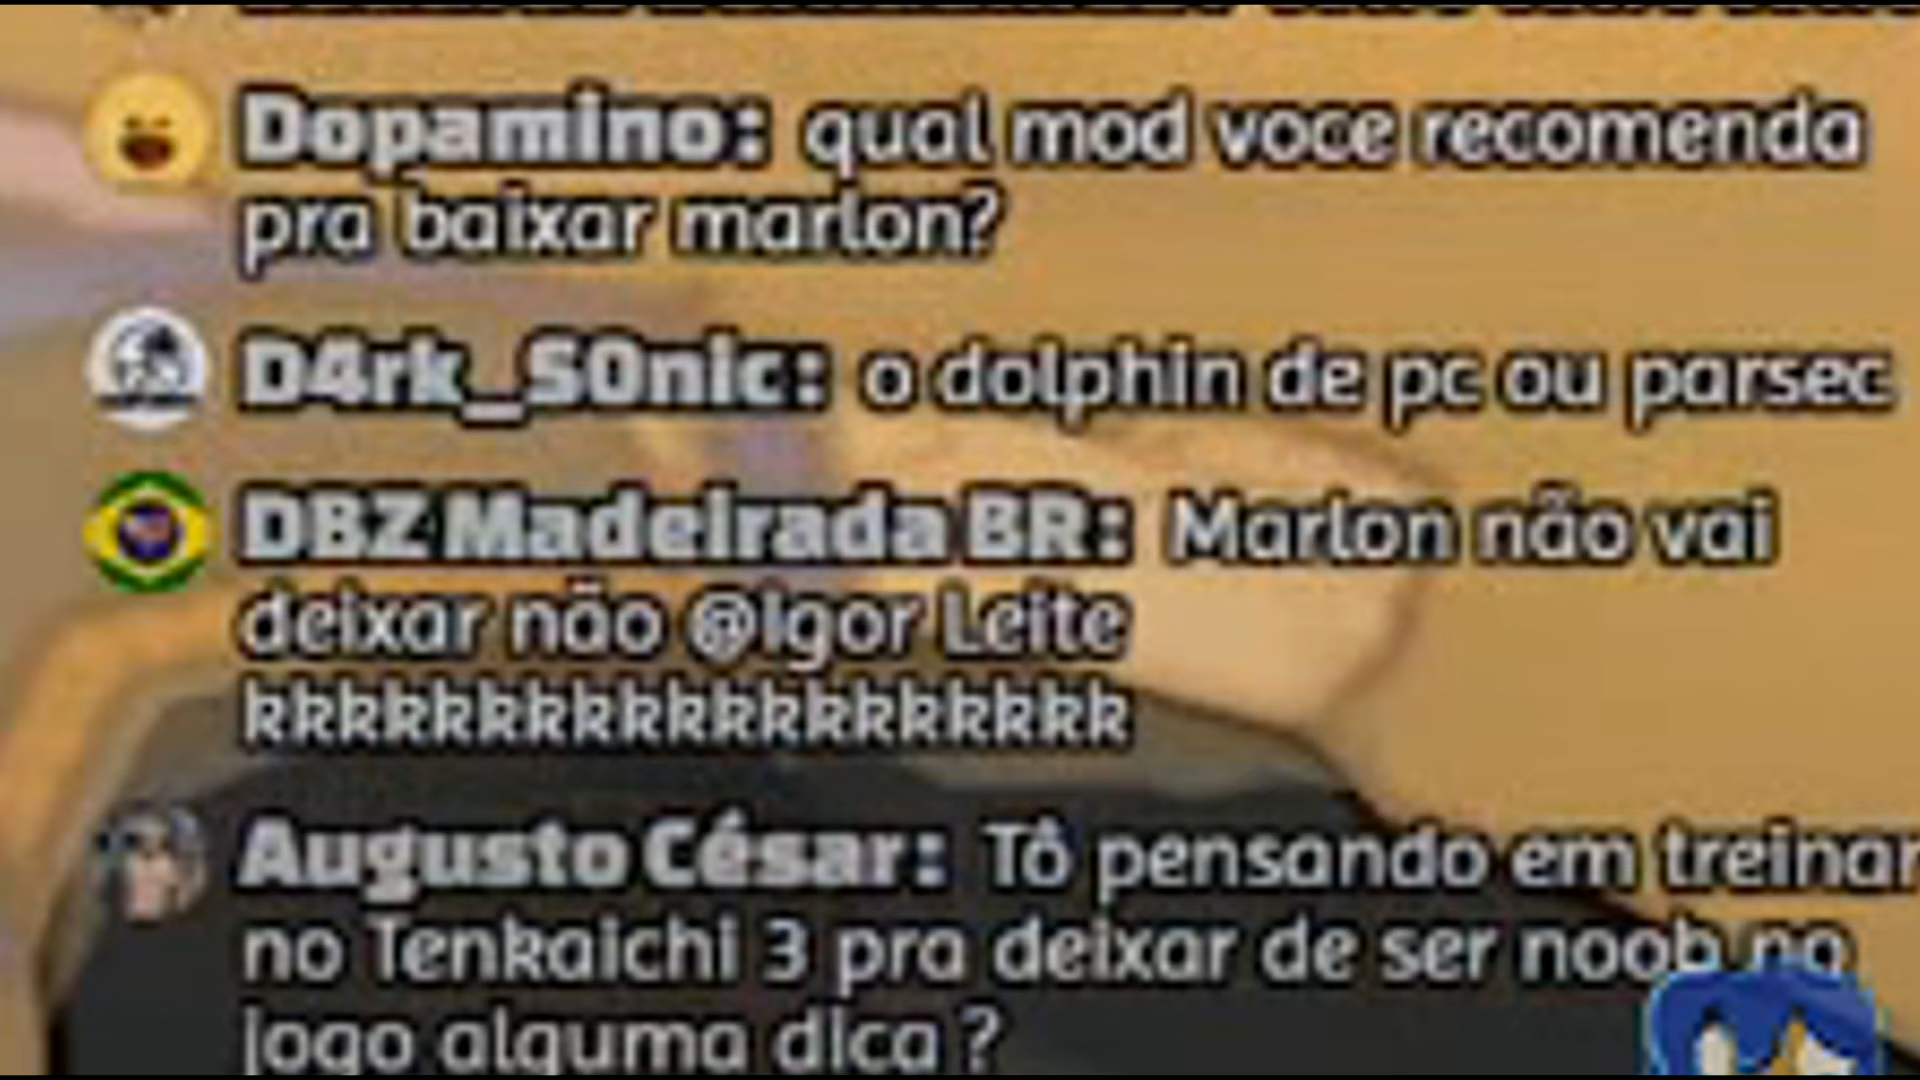 Dopamino: qual mod voce recomenda
pra baixar marlon?
D4rk_S0nic: o dolphin de pc ou parsec
DBZ Madeirada BR: Marlon não vai
deixar não @Igor Leite
kkkkkkkkkkkkkkkkkkk
Augusto César: Tô pensando em treinar
no Tenkaichi 3 pra deixar de ser noob no
jogo alguma dica ?